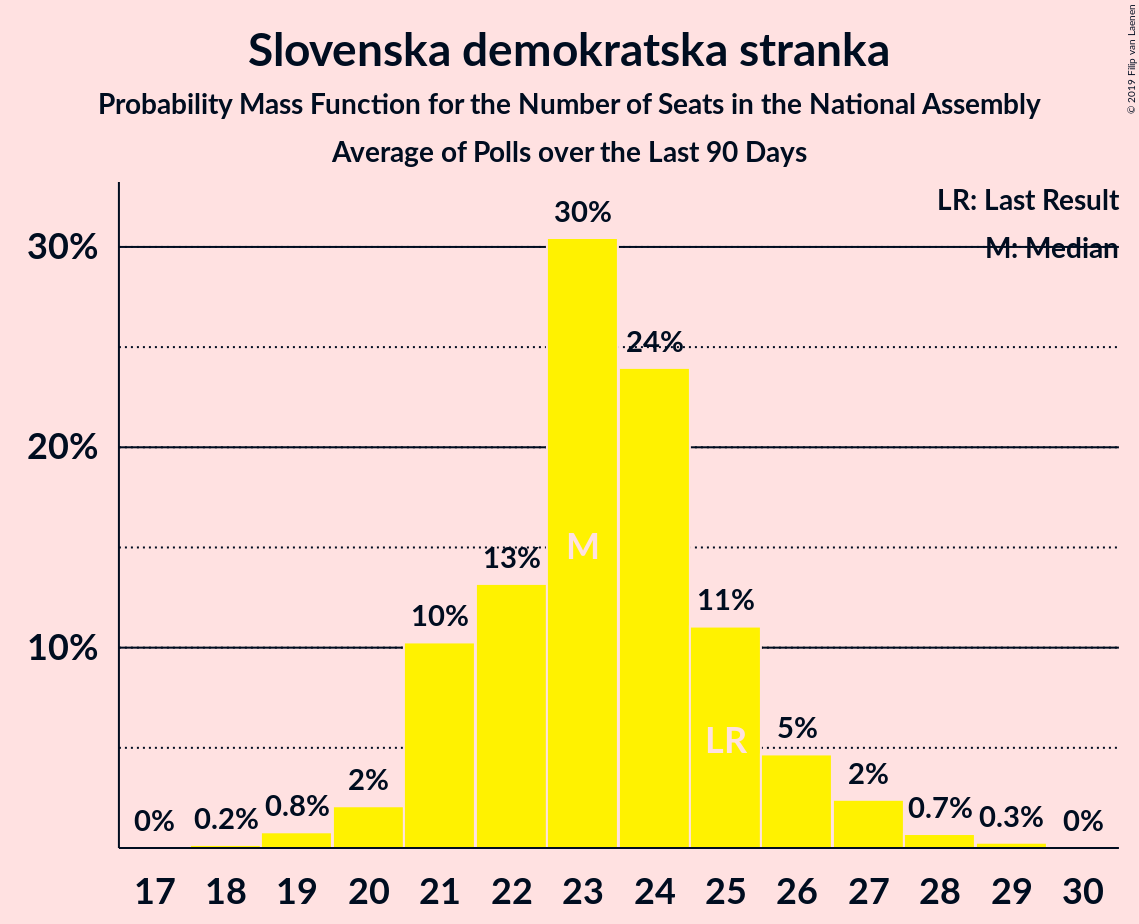 Slovenska demokratska stranka
Probability Mass Function for the Number of Seats in the National Assembly
Average of Polls over the Last 90 Days
© 2019 Filip van Laenen
LR: Last Result
M: Median
30%
20%
10%
0%
0.2%
0.8%
2%
10%
13%
30%
24%
11%
5%
2%
0.7%
0.3%
0%
M
LR
17 18 19 20 21 22 23 24 25 26 27 28 29 30